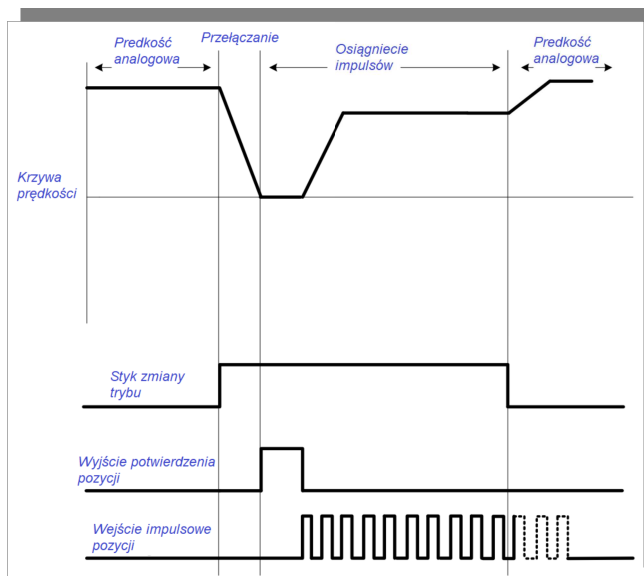 Predkość
analogowa
Przełączanie
Osiągniecie
impulsów
Predkość
analogowa
Krzywa
prędkości
Styk zmiany
trybu
Wyjście potwierdzenia
pozycji
Wejście impulsowe
pozycji